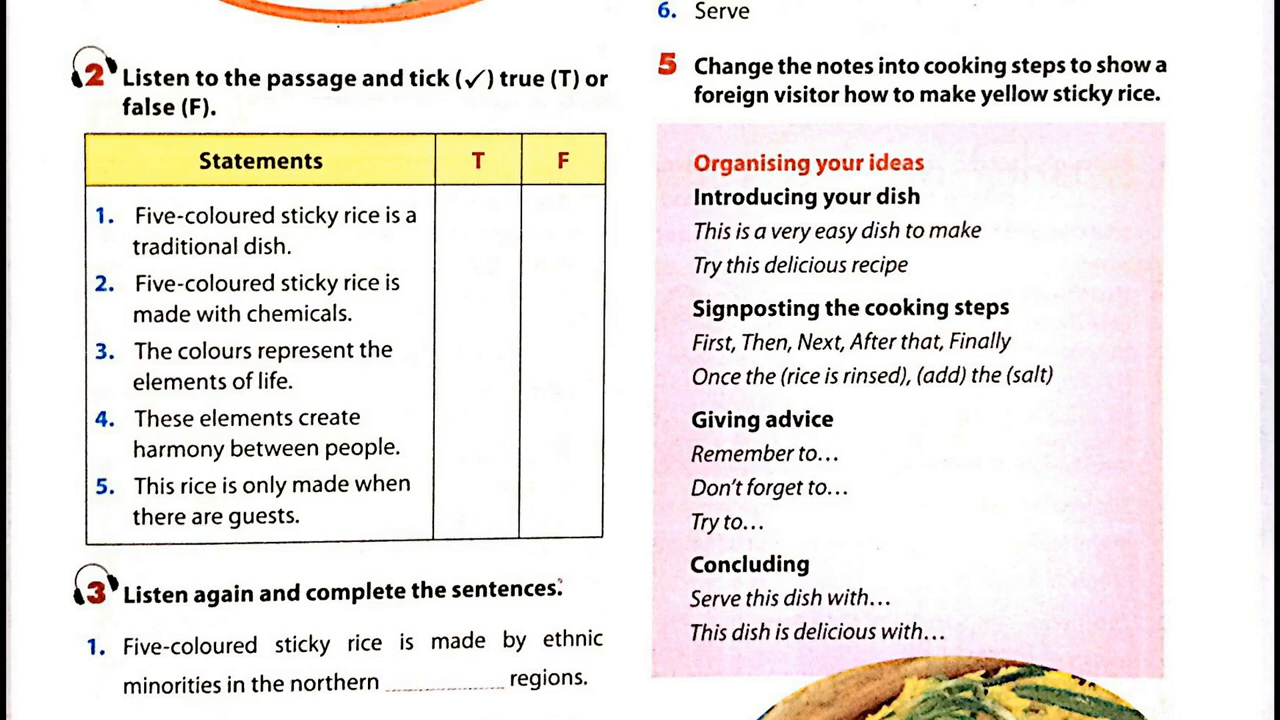 2 Listen to the passage and tick (✓) true (T) or
false (F).
Statements T F
1. Five-coloured sticky rice is a
traditional dish.
2. Five-coloured sticky rice is
made with chemicals.
3. The colours represent the
elements of life.
4. These elements create
harmony between people.
5. This rice is only made when
there are guests.
3 Listen again and complete the sentences.
1. Five-coloured sticky rice is made by ethnic
minorities in the northern ............ regions.
6. Serve
5 Change the notes into cooking steps to show a
foreign visitor how to make yellow sticky rice.
Organising your ideas
Introducing your dish
This is a very easy dish to make
Try this delicious recipe
Signposting the cooking steps
First, Then, Next, After that, Finally
Once the (rice is rinsed), (add) the (salt)
Giving advice
Remember to...
Don't forget to...
Try to...
Concluding
Serve this dish with...
This dish is delicious with...